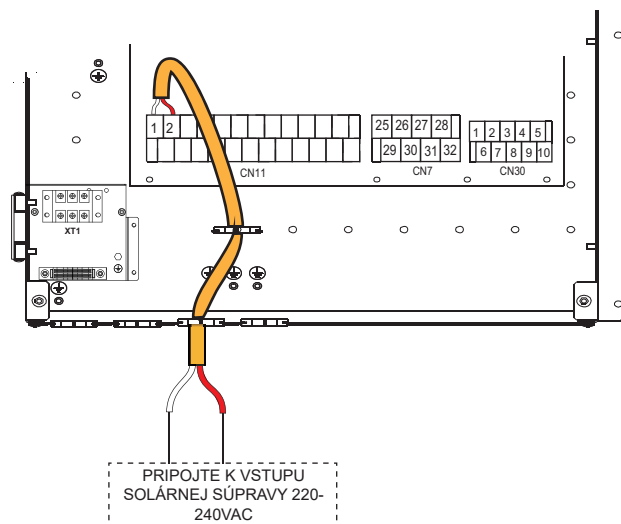 1 2
25 26 27 28
1 2 3 4 5
29 30 31 32
6 7 8 9 10
CN11
CN7
CN30
XT1
PRIPOJTE K VSTUPU
SOLÁRNEJ SÚPRAVY 220-
240VAC